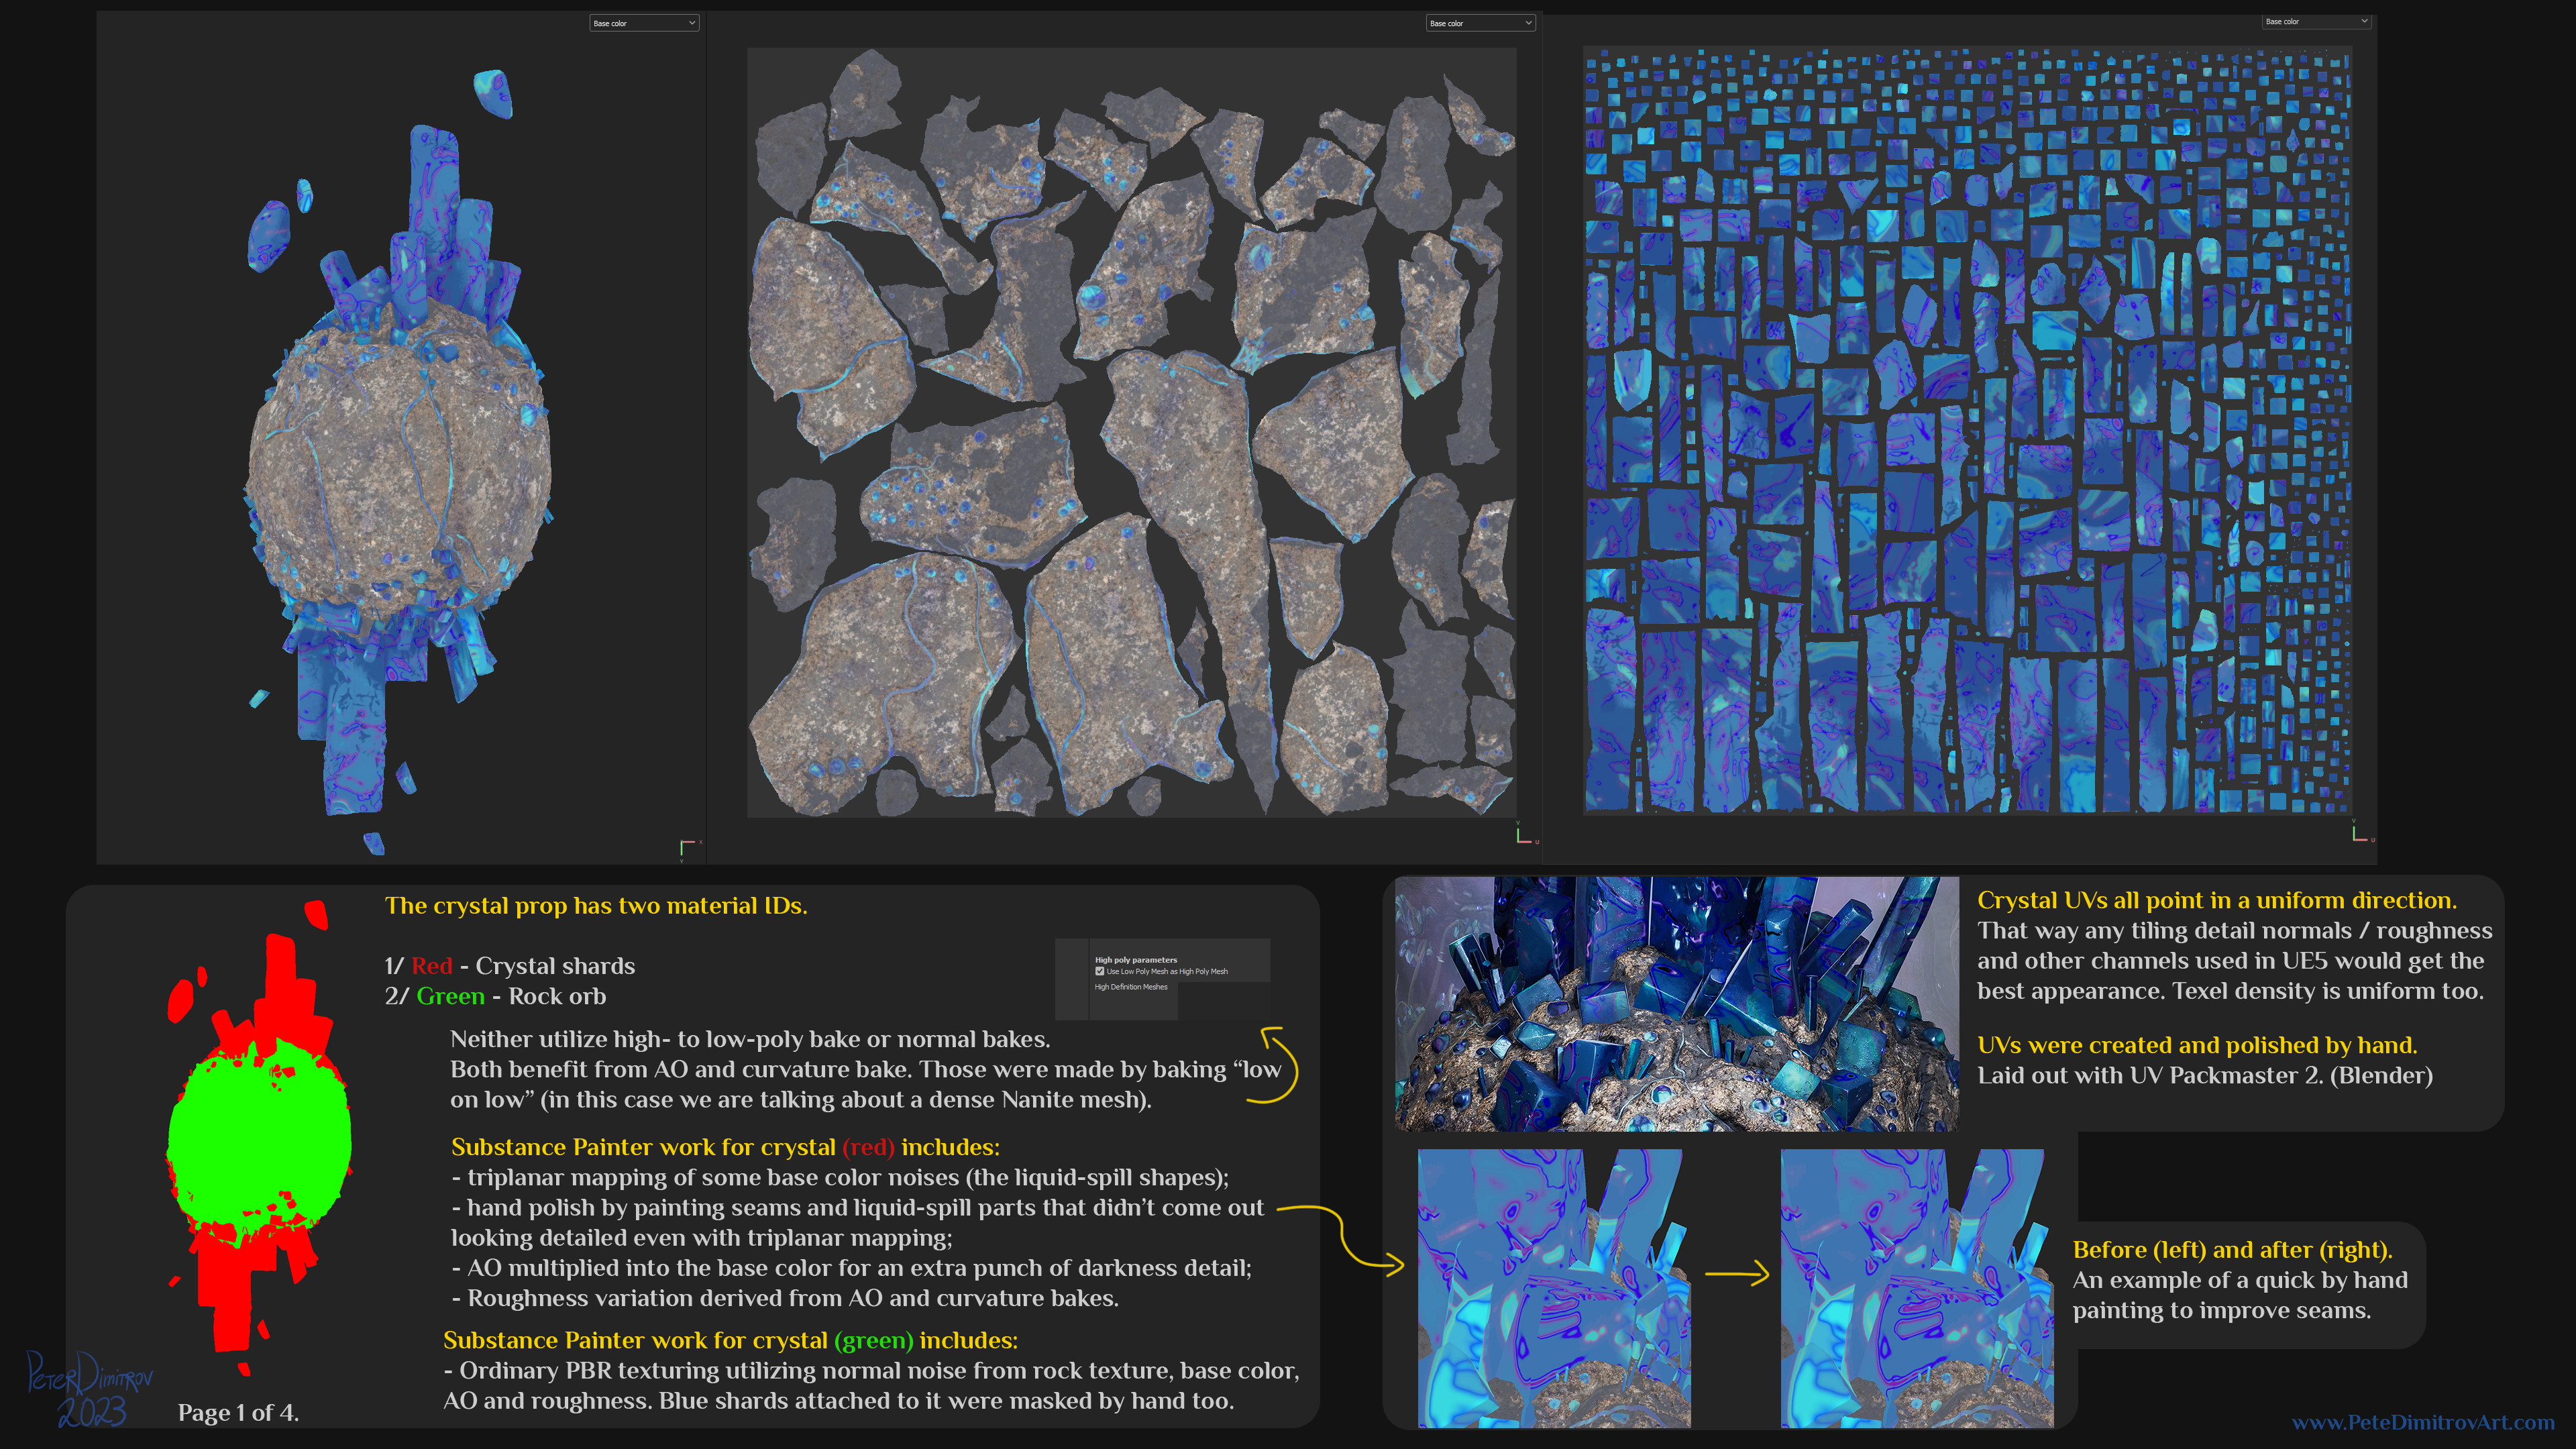 Base color
Base color
Base color
The crystal prop has two material IDs.
1/ Red - Crystal shards
2/ Green - Rock orb
High poly parameters
Use Low Poly Mesh as High Poly Mesh
High Definition Meshes
Neither utilize high- to low-poly bake or normal bakes.
Both benefit from AO and curvature bake. Those were made by baking “low
on low” (in this case we are talking about a dense Nanite mesh).
Substance Painter work for crystal (red) includes:
- triplanar mapping of some base color noises (the liquid-spill shapes);
- hand polish by painting seams and liquid-spill parts that didn’t come out
looking detailed even with triplanar mapping;
- AO multiplied into the base color for an extra punch of darkness detail;
- Roughness variation derived from AO and curvature bakes.
Substance Painter work for crystal (green) includes:
- Ordinary PBR texturing utilizing normal noise from rock texture, base color,
AO and roughness. Blue shards attached to it were masked by hand too.
Peter Dimitrov
2023
Page 1 of 4.
Crystal UVs all point in a uniform direction.
That way any tiling detail normals / roughness
and other channels used in UE5 would get the
best appearance. Texel density is uniform too.
UVs were created and polished by hand.
Laid out with UV Packmaster 2. (Blender)
Before (left) and after (right).
An example of a quick by hand
painting to improve seams.
www.PeteDimitrovArt.com